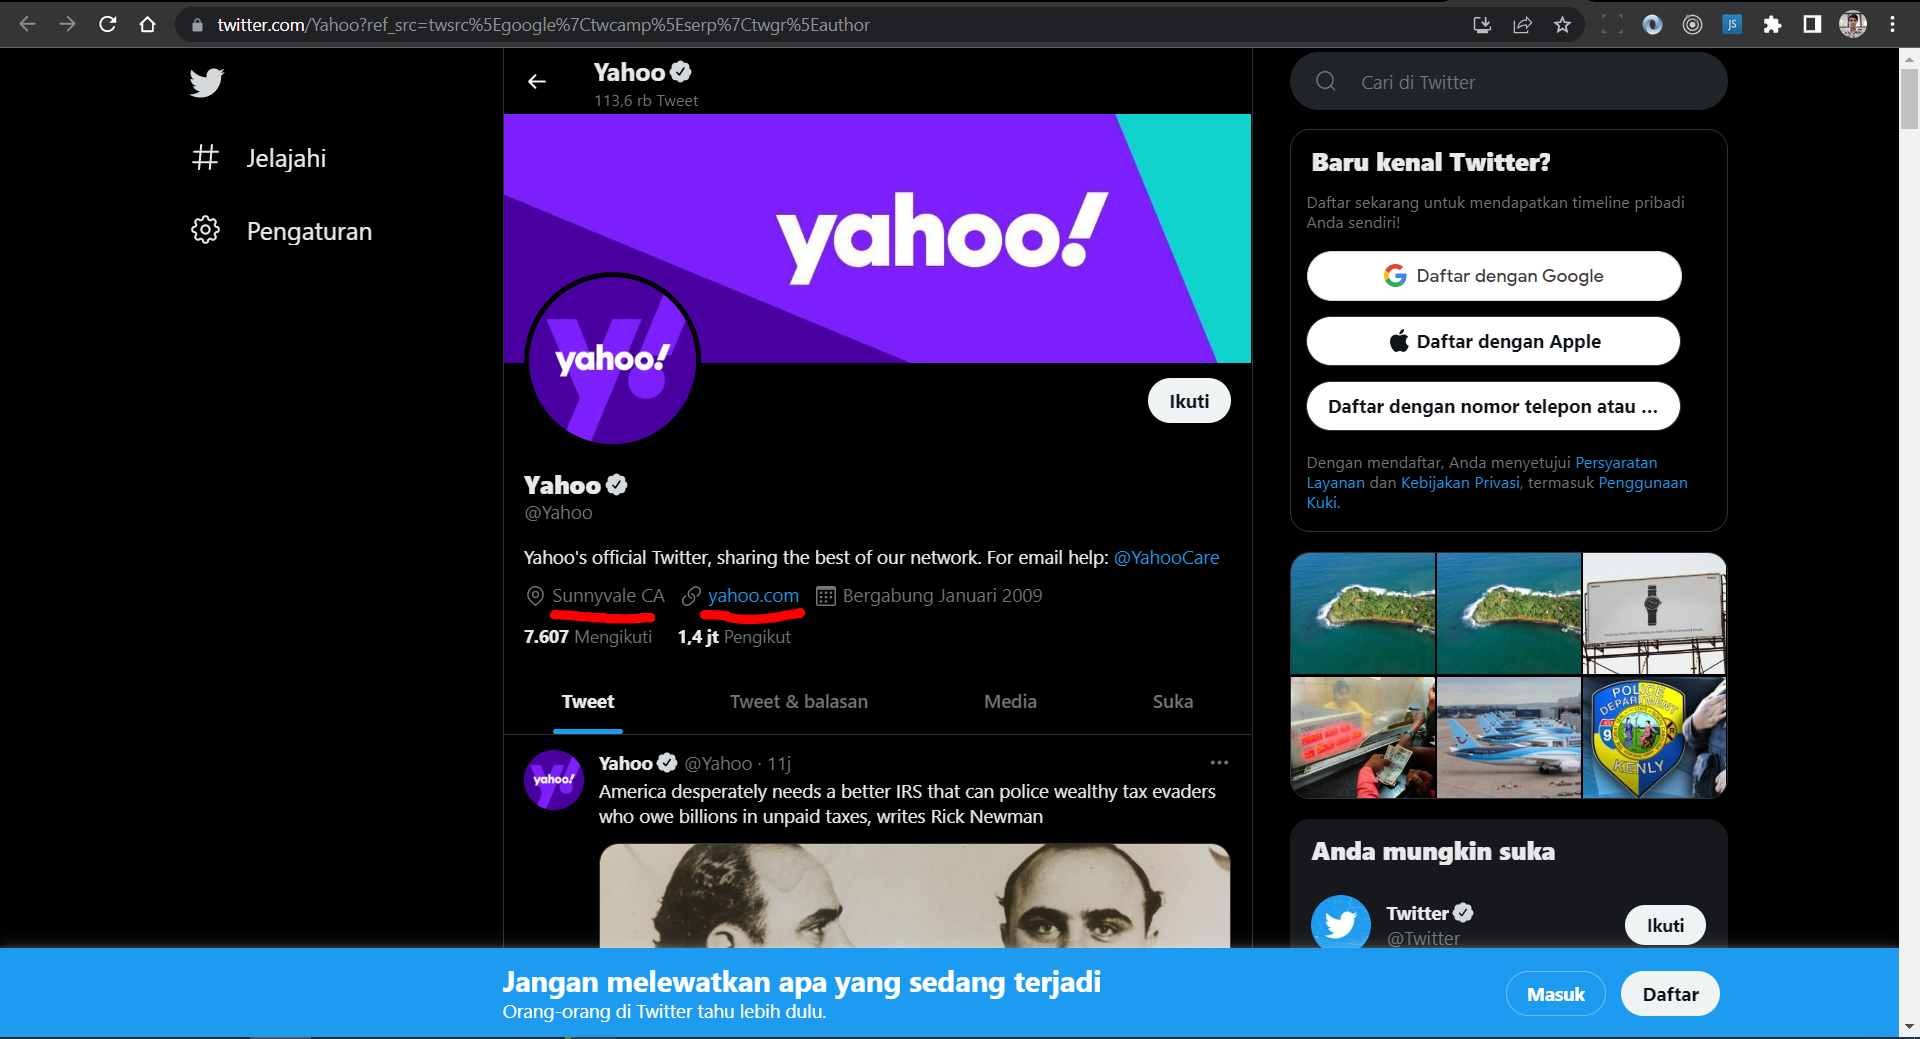 twitter.com/Yahoo?ref_src=twsrc%5Egoogle%7Ctwcamp%5Eserp%7Ctwgr%5Eauthor
JS
Jelajahi
Pengaturan
Yahoo
113,6 rb Tweet
yahoo!
yahoo!
Ikuti
Yahoo
@Yahoo
Yahoo's official Twitter, sharing the best of our network. For email help: @YahooCare
Sunnyvale CA yahoo.com Bergabung Januari 2009
7.607 Mengikuti 1,4 jt Pengikut
Tweet Tweet & balasan Media Suka
yahoo!
Yahoo @Yahoo · 11j
America desperately needs a better IRS that can police wealthy tax evaders
who owe billions in unpaid taxes, writes Rick Newman
Cari di Twitter
Baru kenal Twitter?
Daftar sekarang untuk mendapatkan timeline pribadi
Anda sendiri!
Daftar dengan Google
Daftar dengan Apple
Daftar dengan nomor telepon atau ...
Dengan mendaftar, Anda menyetujui Persyaratan
Layanan dan Kebijakan Privasi, termasuk Penggunaan
Kuki.
POLICE
DEPARTMENT
KENLY
Anda mungkin suka
Twitter
@Twitter
Ikuti
Jangan melewatkan apa yang sedang terjadi
Orang-orang di Twitter tahu lebih dulu.
Masuk
Daftar